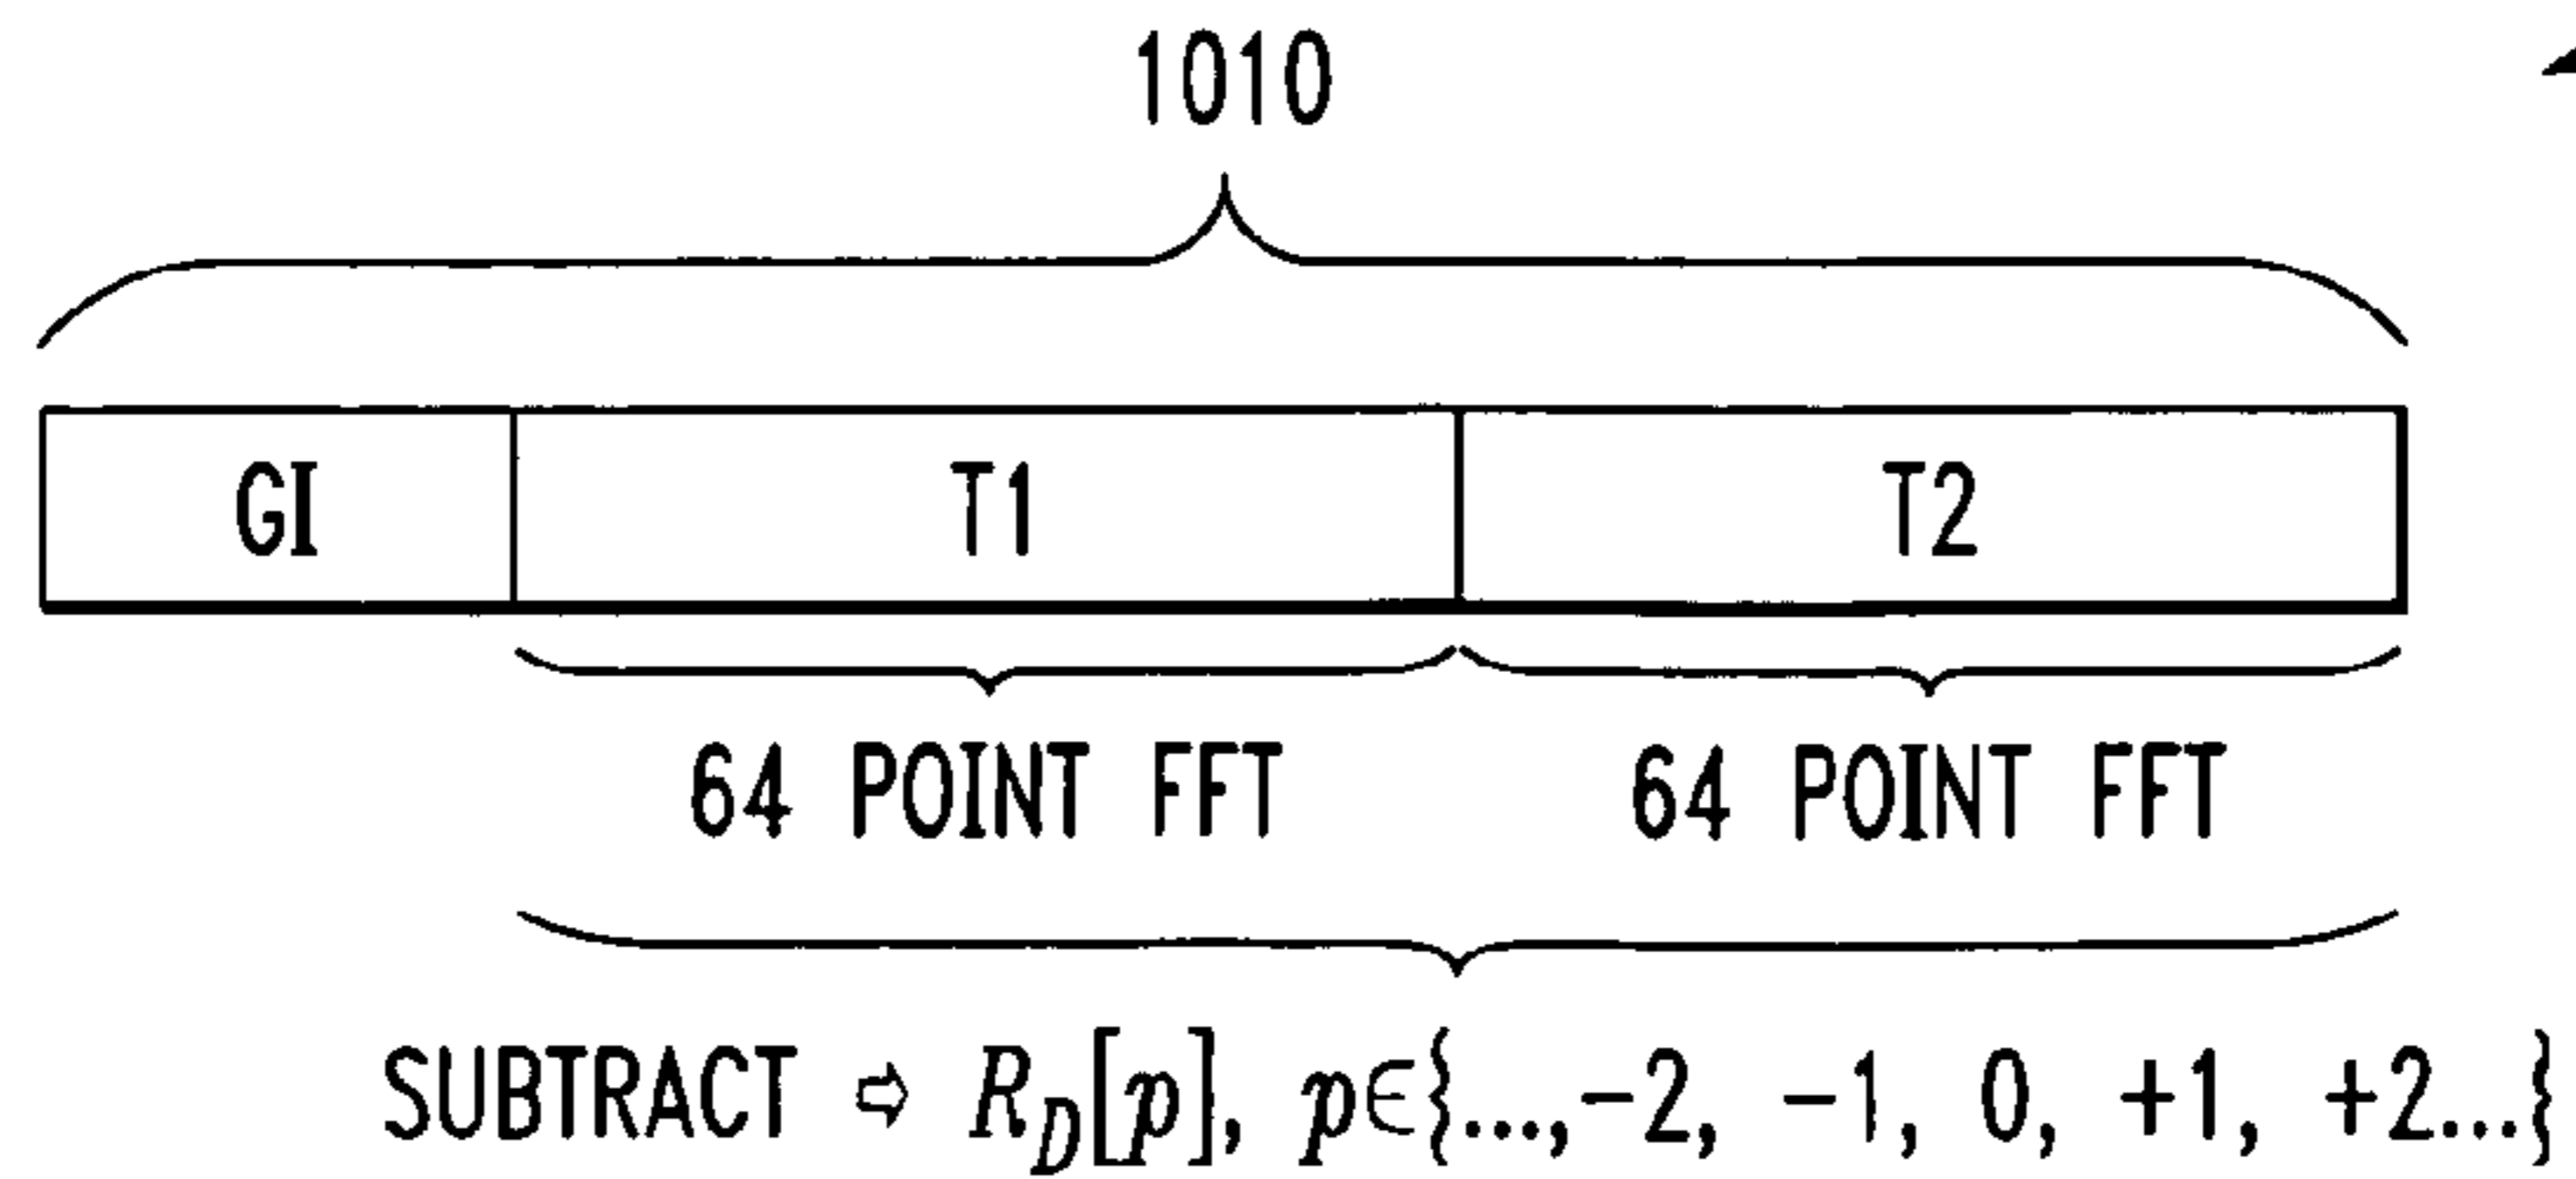 1010
GI T1 T2
64 POINT FFT 64 POINT FFT
SUBTRACT ⇨ R_D[p], p∈{...,-2, -1, 0, +1, +2...}